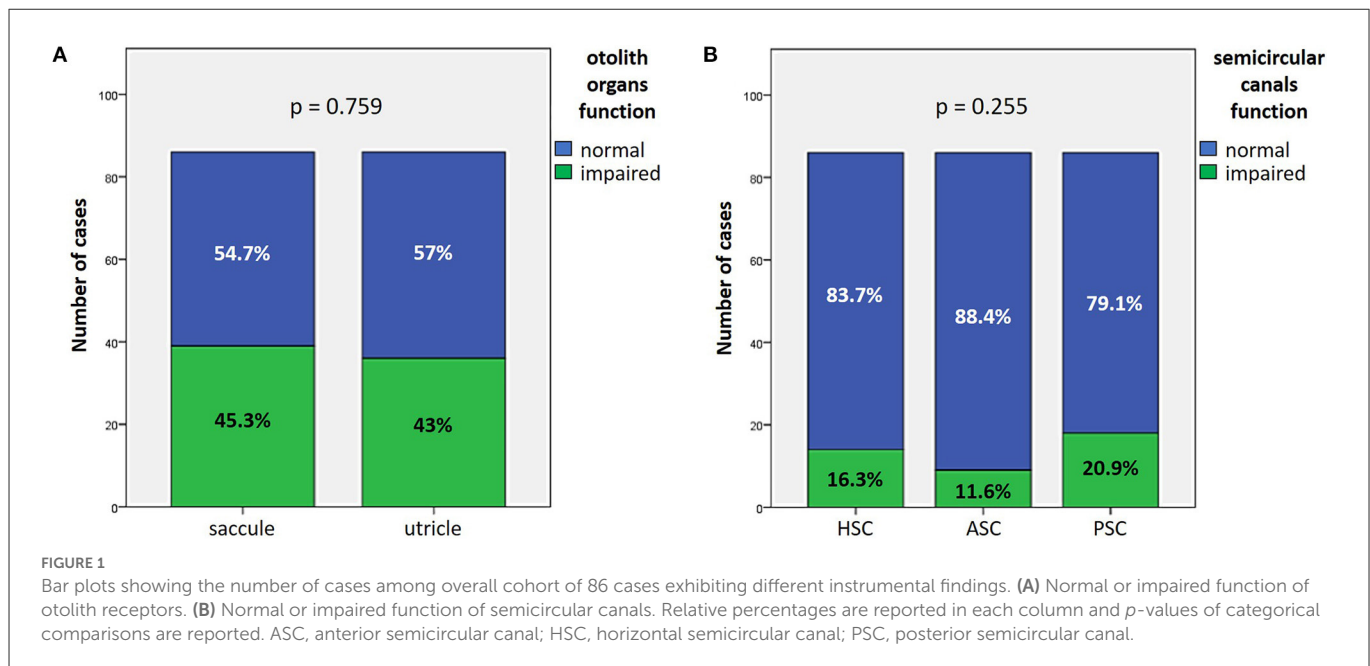 A
otolith
organs
function
normal
impaired
p = 0.759
Number of cases
100
80
60
40
20
0
54.7%
57%
45.3%
43%
saccule
utricle
B
semicircular
canals
function
normal
impaired
p = 0.255
Number of cases
100
80
60
40
20
0
83.7%
88.4%
79.1%
16.3%
11.6%
20.9%
HSC
ASC
PSC
FIGURE 1
Bar plots showing the number of cases among overall cohort of 86 cases exhibiting different instrumental findings. (A) Normal or impaired function of
otolith receptors. (B) Normal or impaired function of semicircular canals. Relative percentages are reported in each column and p-values of categorical
comparisons are reported. ASC, anterior semicircular canal; HSC, horizontal semicircular canal; PSC, posterior semicircular canal.